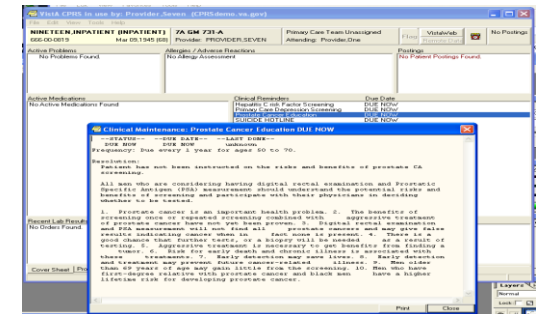 VistA CPRS in use by: Provider,Seven (CPRSdemo.va.gov)
File Edit View Tools Help
NINETEEN,INPATIENT (INPATIENT) 7A GM 731-A Primary Care Team Unassigned Flag VistaWeb No Postings
666-00-0819 Mar 09,1945 (68) Provider: PROVIDER,SEVEN Attending: Provider,One Remote Data
Active Problems Allergies / Adverse Reactions Postings
No Problems Found. No Allergy Assessment No Patient Postings Found.
Active Medications Clinical Reminders Due Date
No Active Medications Found Hepatitis C risk Factor Screening DUE NOW
Primary Care Depression Screening DUE NOW
Prostate Cancer Education DUE NOW
SUICIDE HOTLINE DUE NOW
Clinical Maintenance: Prostate Cancer Education DUE NOW
--STATUS-- --DUE DATE-- --LAST DONE--
DUE NOW DUE NOW unknown
Frequency: Due every 1 year for ages 50 to 70.
Resolution:
Patient has not been instructed on the risks and benefits of prostate CA
screening.
All men who are considering having digital rectal examination and Prostatic
Specific Antigen (PSA) measurement should understand the potential risks and
benefits of screening and participate with their physicians in deciding
whether to be tested.
1. Prostate cancer is an important health problem. 2. The benefits of
screening once or repeated screening combined with aggressive treatment
of prostate cancer have not yet been proven. 3. Digital rectal examination
and PSA measurement will not find all prostate cancers and may give false
results indicating cancer when in fact none is present. 4. There is a
good chance that further tests, or a biopsy will be needed as a result of
testing. 5. Aggressive treatment is necessary to get benefits from finding a
tumor. 6. Risk for early death and chronic illness is associated with
these treatments. 7. Early detection may save lives. 8. Early detection
and treatment may prevent future cancer-related illness. 9. Men older
than 69 years of age may gain little from the screening. 10. Men who have
first-degree relative with prostate cancer and black men have a higher
lifetime risk for developing prostate cancer.
Recent Lab Results
No Orders Found.
Cover Sheet
Print Close
Layers
Normal
Lock: